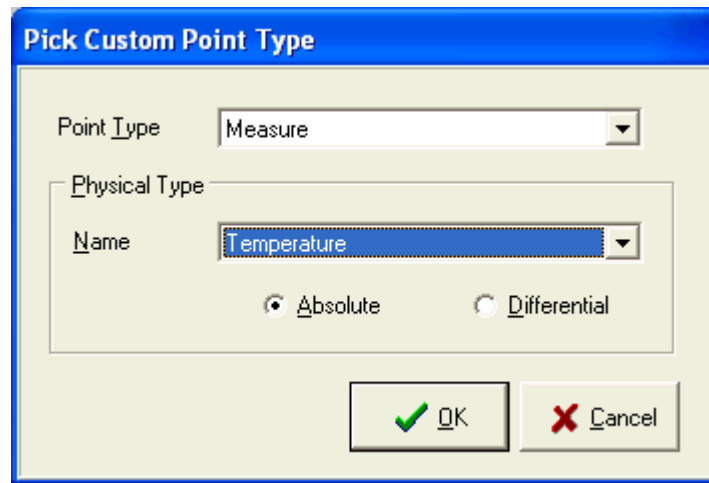 Pick Custom Point Type
Point Type Measure
Physical Type
Name Temperature
Absolute Differential
OK Cancel